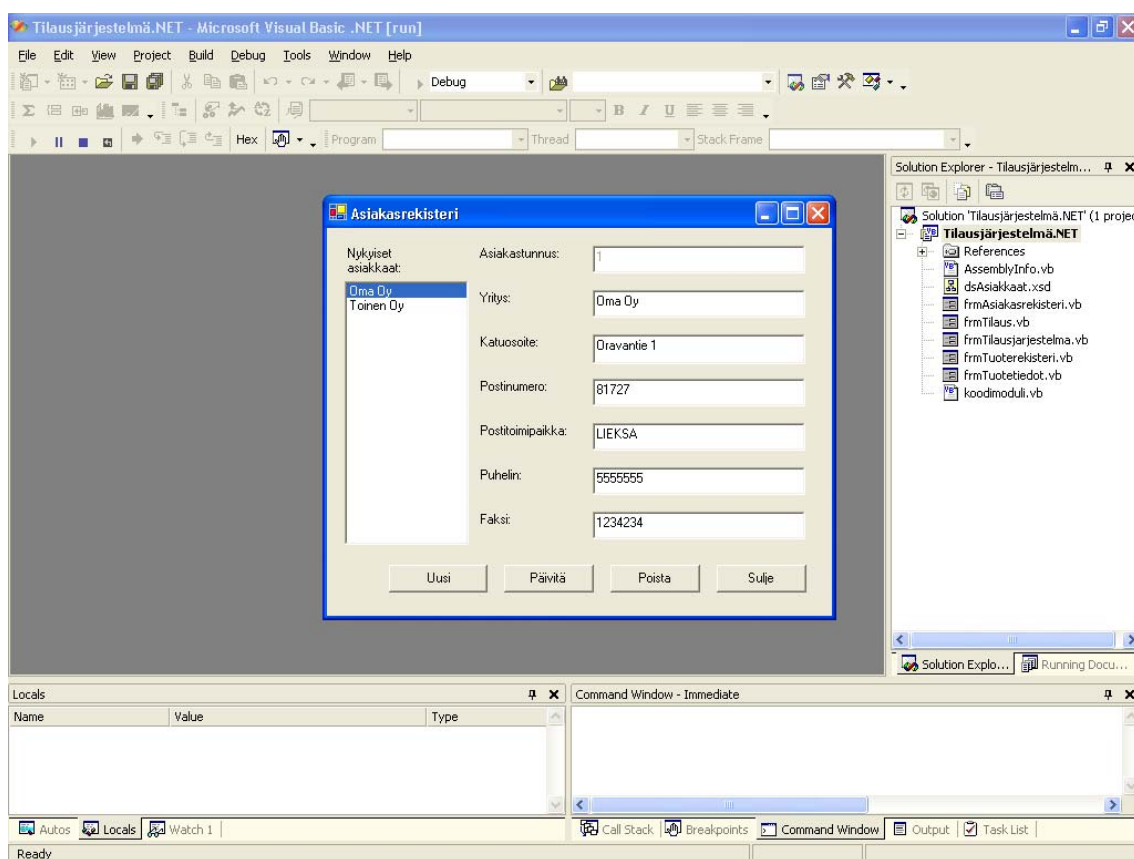 Tilausjärjestelmä.NET - Microsoft Visual Basic .NET [run]
File Edit View Project Build Debug Tools Window Help
Debug
B I U
Hex Program Thread Stack Frame
Solution Explorer - Tilausjärjestelm...
Solution 'Tilausjärjestelmä.NET' (1 projec
Tilausjärjestelmä.NET
References
AssemblyInfo.vb
dsAsiakkaat.xsd
frmAsiakasrekisteri.vb
frmTilaus.vb
frmTilausjarjestelma.vb
frmTuoterekisteri.vb
frmTuotetiedot.vb
koodimoduli.vb
Solution Explo... Running Docu...
Asiakasrekisteri
Nykyiset
asiakkaat:
Oma Oy
Toinen Oy
Asiakastunnus: 1
Yritys: Oma Oy
Katuosoite: Oravantie 1
Postinumero: 81727
Postitoimipaikka: LIEKSA
Puhelin: 5555555
Faksi: 1234234
Uusi Päivitä Poista Sulje
Locals
Name Value Type
Autos Locals Watch 1
Command Window - Immediate
Call Stack Breakpoints Command Window Output Task List
Ready